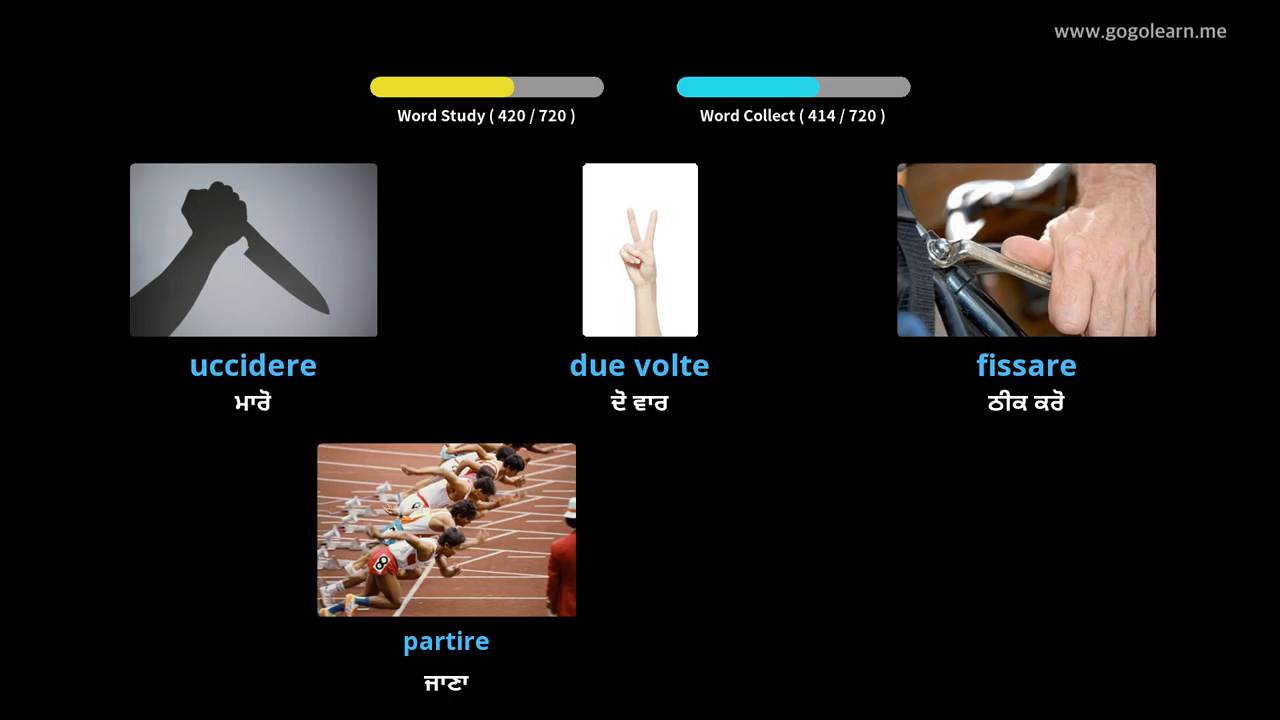 www.gogolearn.me
Word Study ( 420 / 720 )
Word Collect ( 414 / 720 )
uccidere
ਮਾਰੋ
due volte
ਦੋ ਵਾਰ
fissare
ਠੀਕ ਕਰੋ
partire
ਜਾਣਾ